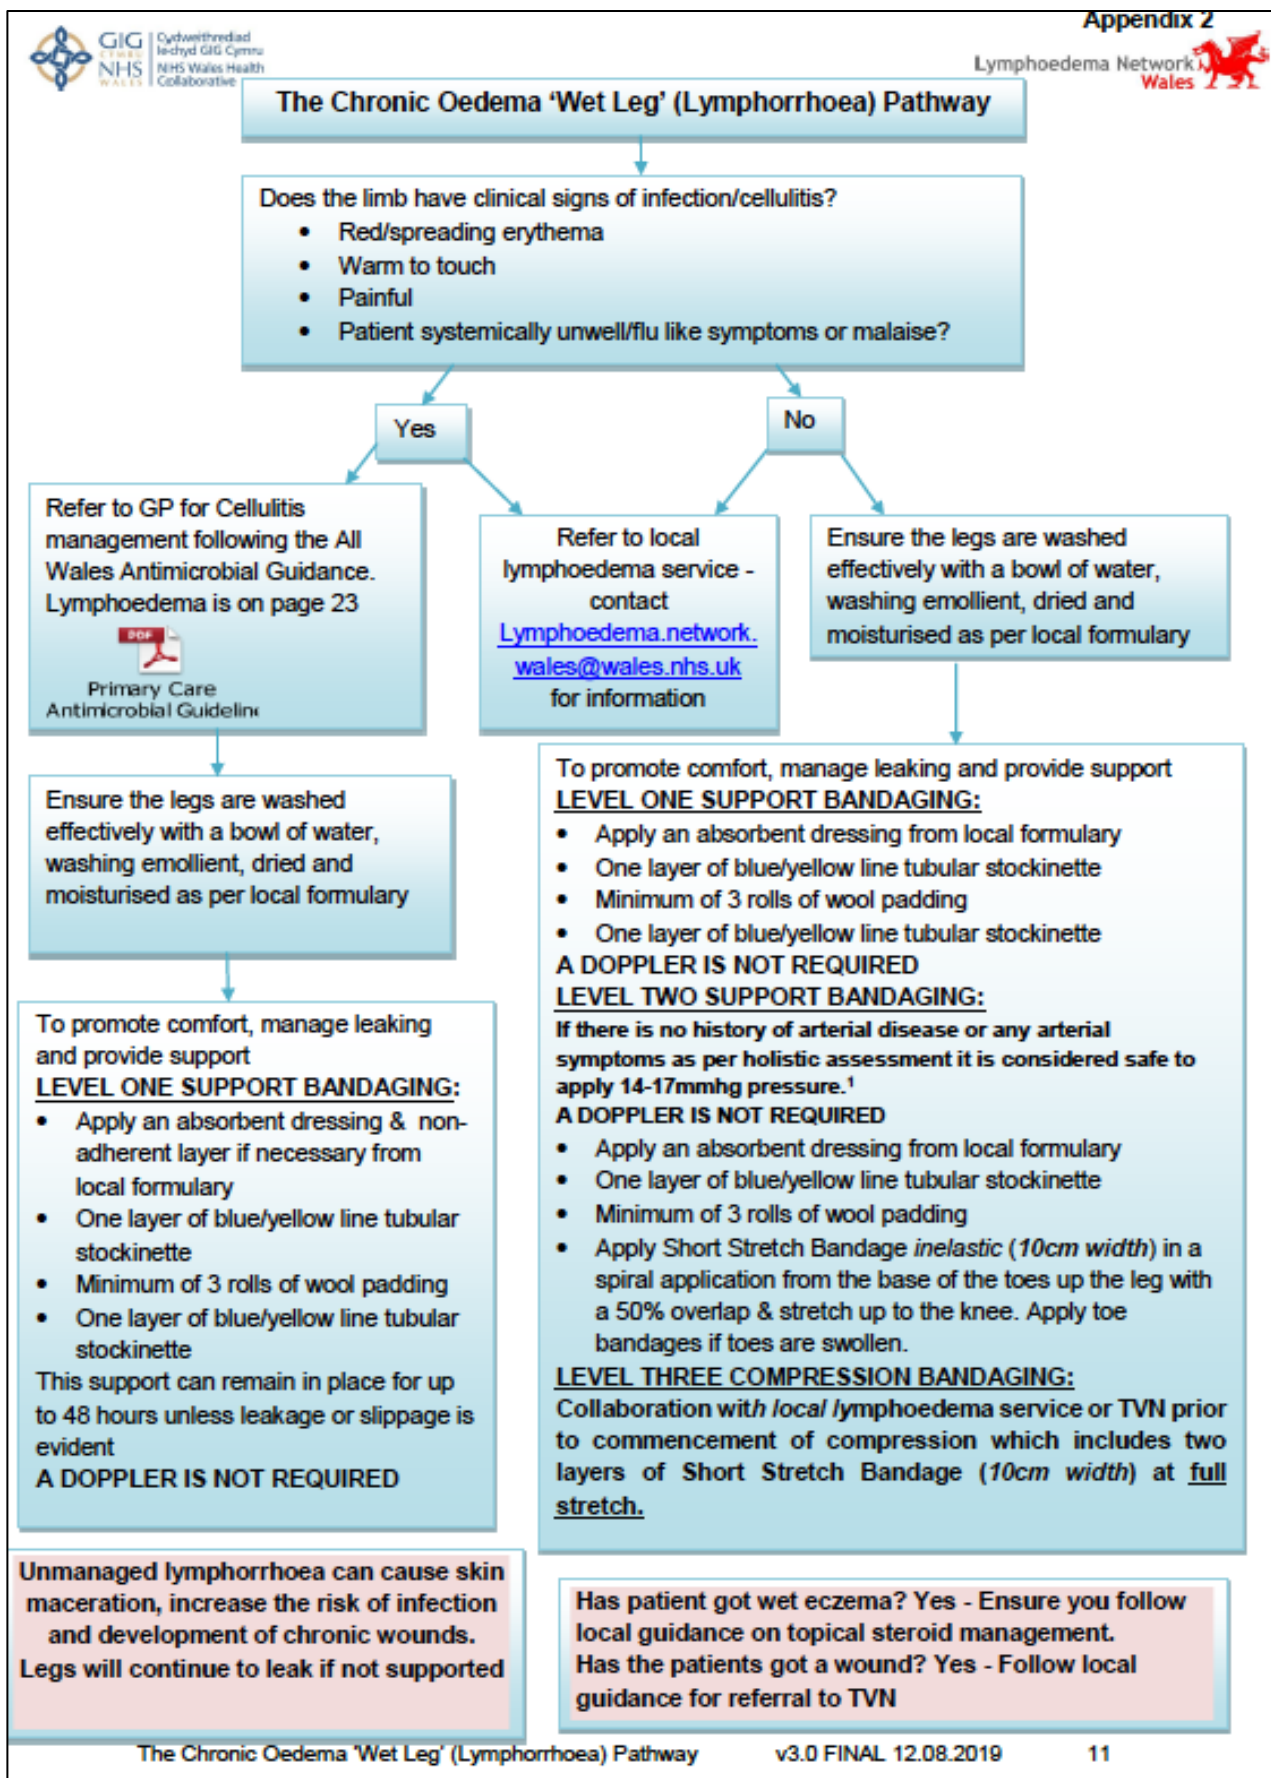 Appendix 2
GIG
CYMRU
NHS
WALES
Cydweithrediad
Iechyd GIG Cymru
NHS Wales Health
Collaborative
Lymphoedema Network
Wales
The Chronic Oedema ‘Wet Leg’ (Lymphorrhoea) Pathway
Does the limb have clinical signs of infection/cellulitis?
• Red/spreading erythema
• Warm to touch
• Painful
• Patient systemically unwell/flu like symptoms or malaise?
Yes
No
Refer to GP for Cellulitis
management following the All
Wales Antimicrobial Guidance.
Lymphoedema is on page 23
PDF
Primary Care
Antimicrobial Guideline
Refer to local
lymphoedema service -
contact
Lymphoedema.network.
wales@wales.nhs.uk
for information
Ensure the legs are washed
effectively with a bowl of water,
washing emollient, dried and
moisturised as per local formulary
Ensure the legs are washed
effectively with a bowl of water,
washing emollient, dried and
moisturised as per local formulary
To promote comfort, manage leaking
and provide support
LEVEL ONE SUPPORT BANDAGING:
• Apply an absorbent dressing & non-
adherent layer if necessary from
local formulary
• One layer of blue/yellow line tubular
stockinette
• Minimum of 3 rolls of wool padding
• One layer of blue/yellow line tubular
stockinette
This support can remain in place for up
to 48 hours unless leakage or slippage is
evident
A DOPPLER IS NOT REQUIRED
To promote comfort, manage leaking and provide support
LEVEL ONE SUPPORT BANDAGING:
• Apply an absorbent dressing from local formulary
• One layer of blue/yellow line tubular stockinette
• Minimum of 3 rolls of wool padding
• One layer of blue/yellow line tubular stockinette
A DOPPLER IS NOT REQUIRED
LEVEL TWO SUPPORT BANDAGING:
If there is no history of arterial disease or any arterial
symptoms as per holistic assessment it is considered safe to
apply 14-17mmhg pressure.¹
A DOPPLER IS NOT REQUIRED
• Apply an absorbent dressing from local formulary
• One layer of blue/yellow line tubular stockinette
• Minimum of 3 rolls of wool padding
• Apply Short Stretch Bandage inelastic (10cm width) in a
spiral application from the base of the toes up the leg with
a 50% overlap & stretch up to the knee. Apply toe
bandages if toes are swollen.
LEVEL THREE COMPRESSION BANDAGING:
Collaboration with local lymphoedema service or TVN prior
to commencement of compression which includes two
layers of Short Stretch Bandage (10cm width) at full
stretch.
Unmanaged lymphorrhoea can cause skin
maceration, increase the risk of infection
and development of chronic wounds.
Legs will continue to leak if not supported
Has patient got wet eczema? Yes - Ensure you follow
local guidance on topical steroid management.
Has the patients got a wound? Yes - Follow local
guidance for referral to TVN
The Chronic Oedema 'Wet Leg' (Lymphorrhoea) Pathway v3.0 FINAL 12.08.2019 11